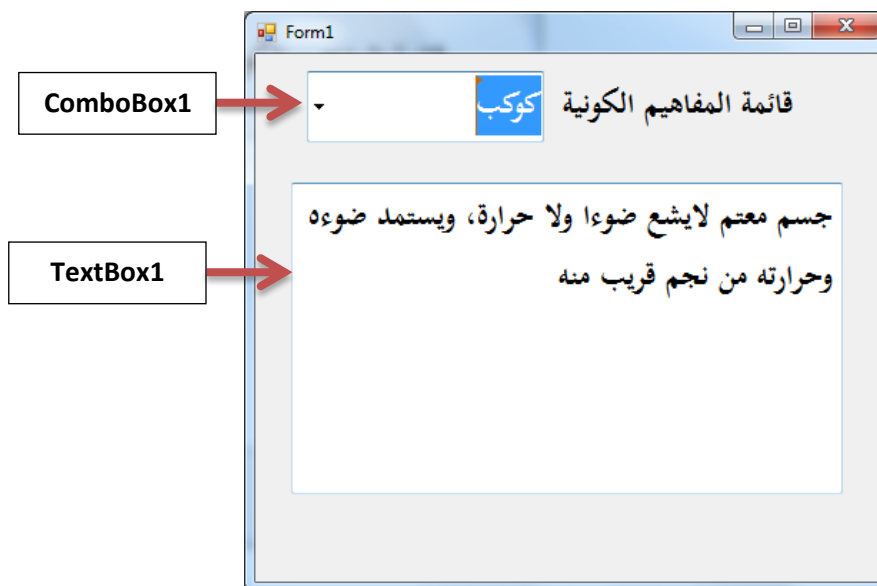 Form1
ComboBox1
قائمة المفاهيم الكونية
كوكب
TextBox1
جسم معتم لايشع ضوءا ولا حرارة، ويستمد ضوءه
وحرارته من نجم قريب منه